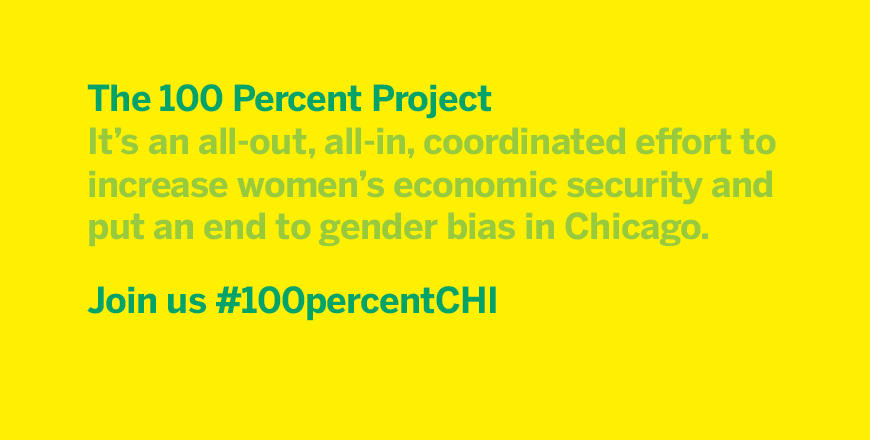 The 100 Percent Project
It’s an all-out, all-in, coordinated effort to
increase women’s economic security and
put an end to gender bias in Chicago.
Join us #100percentCHI